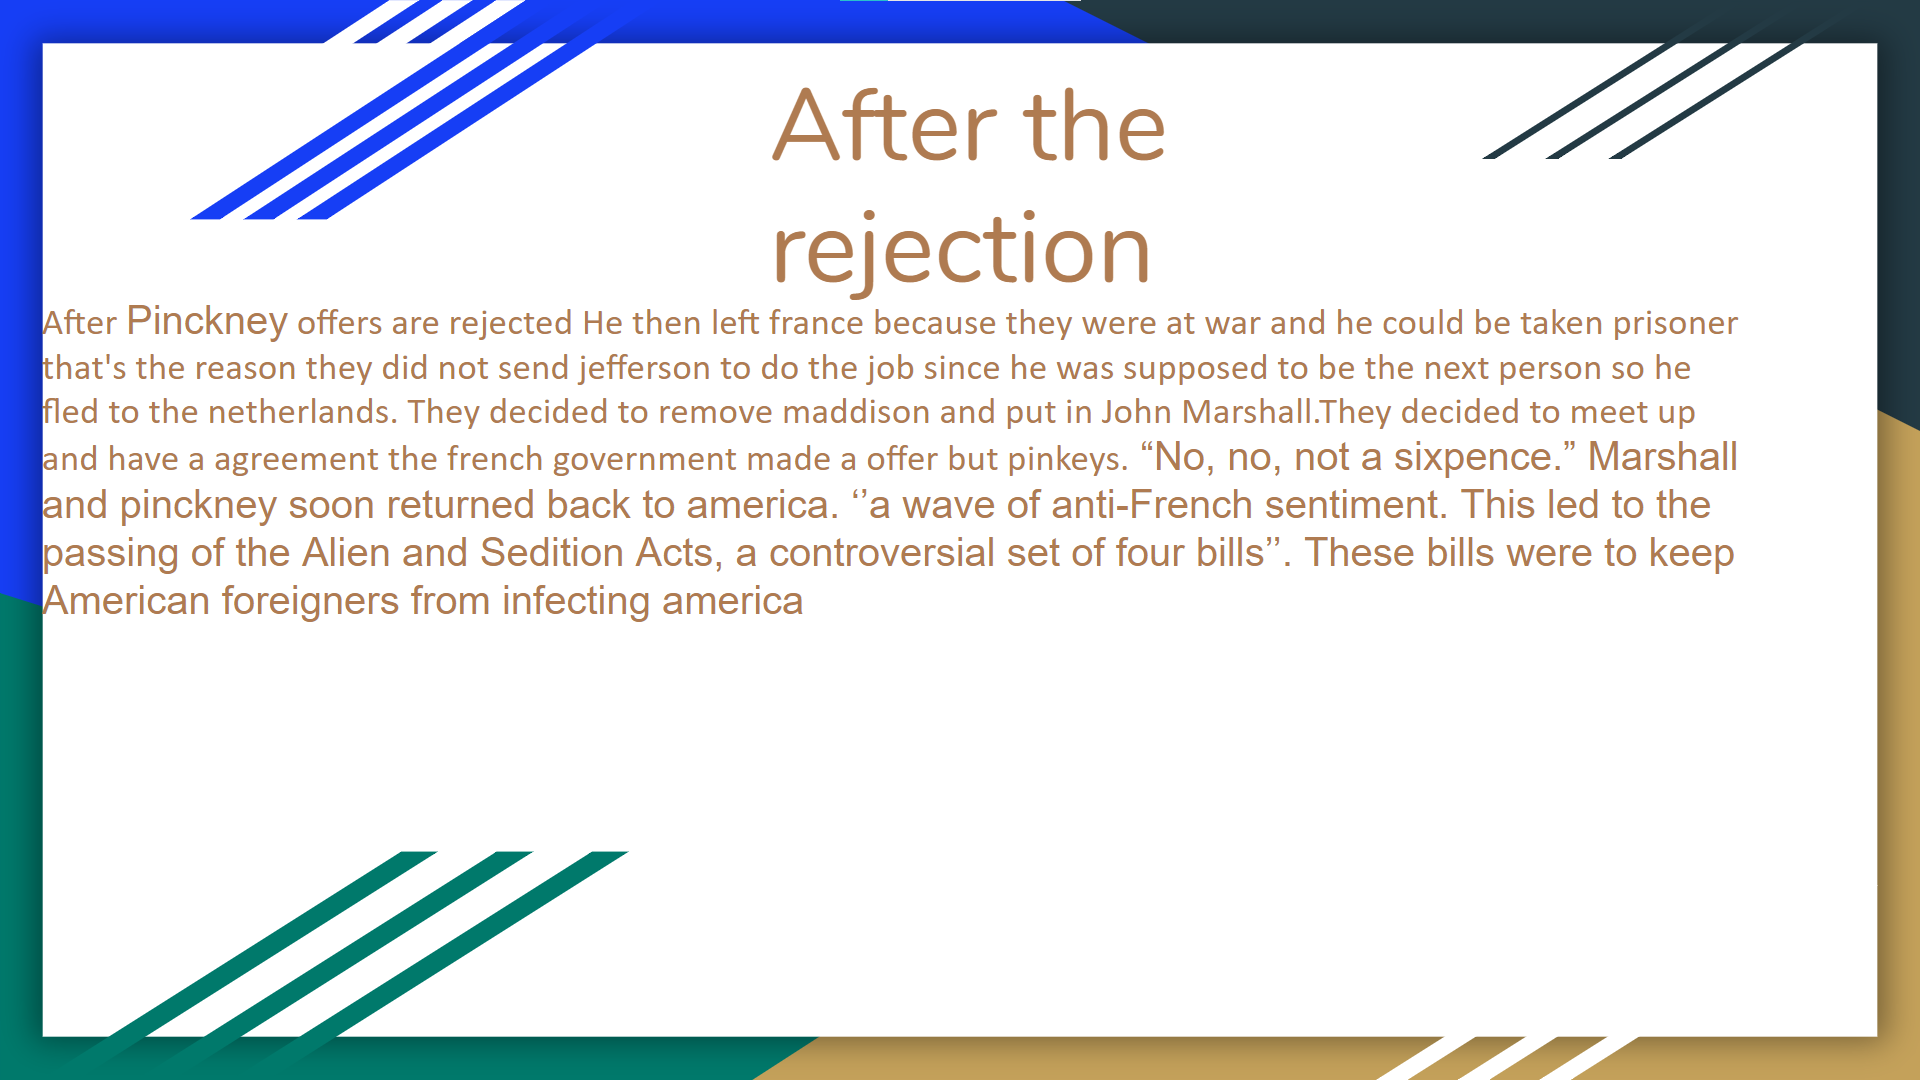 After the
rejection
After Pinckney offers are rejected He then left france because they were at war and he could be taken prisoner
that's the reason they did not send jefferson to do the job since he was supposed to be the next person so he
fled to the netherlands. They decided to remove maddison and put in John Marshall.They decided to meet up
and have a agreement the french government made a offer but pinkeys. “No, no, not a sixpence.” Marshall
and pinckney soon returned back to america. ‘’a wave of anti-French sentiment. This led to the
passing of the Alien and Sedition Acts, a controversial set of four bills’’. These bills were to keep
American foreigners from infecting america